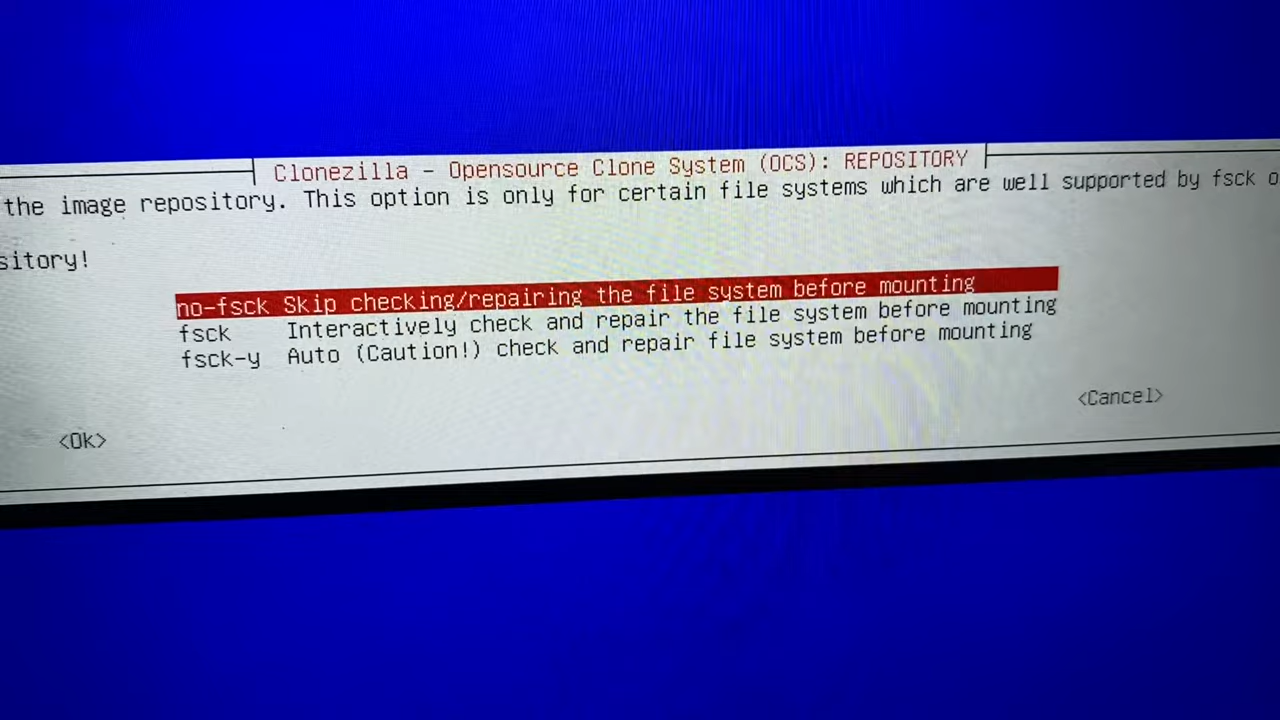 Clonezilla - Opensource Clone System (OCS): REPOSITORY
the image repository. This option is only for certain file systems which are well supported by fsck
sitory!
no-fsck Skip checking/repairing the file system before mounting
fsck Interactively check and repair the file system before mounting
fsck-y Auto (Caution!) check and repair file system before mounting
<Ok> <Cancel>